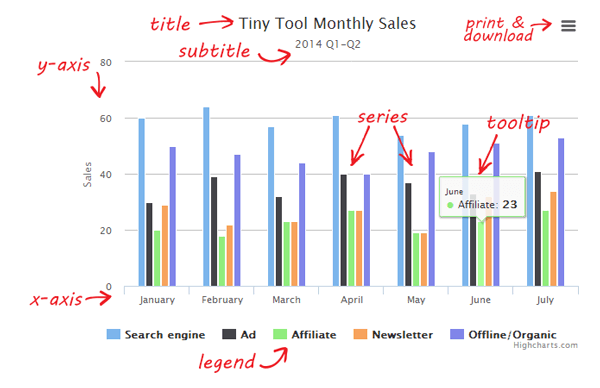 title
Tiny Tool Monthly Sales
print &
download
subtitle
2014 Q1-Q2
y-axis
80
60
series
tooltip
Sales
40
June
Affiliate: 23
20
0
x-axis
January February March April May June July
Search engine Ad Affiliate Newsletter Offline/Organic
Highcharts.com
legend